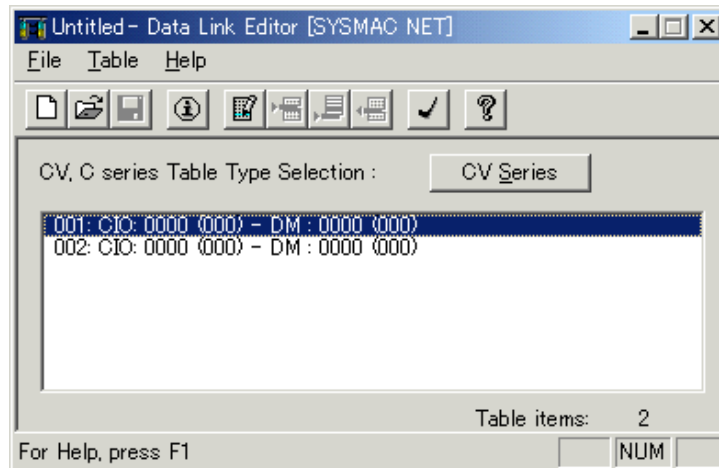 Untitled - Data Link Editor [SYSMAC NET]
File Table Help
CV, C series Table Type Selection : CV Series
001: CIO: 0000 (000) - DM : 0000 (000)
002: CIO: 0000 (000) - DM : 0000 (000)
Table items: 2
For Help, press F1 NUM